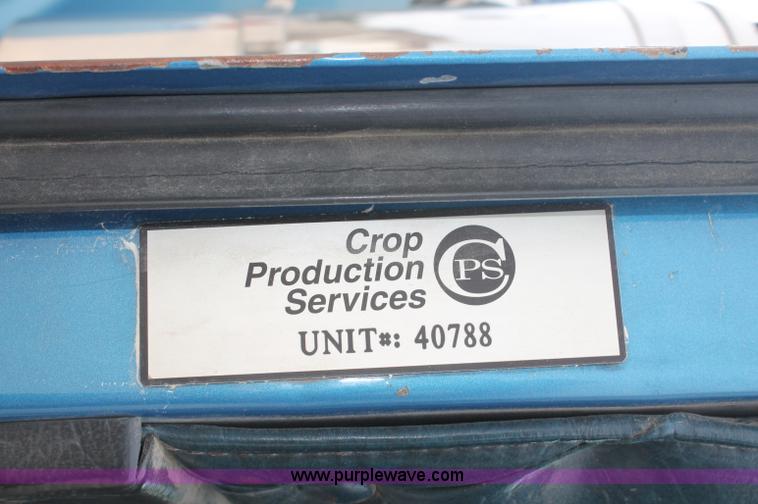 Crop
Production
Services
CPS
UNIT#: 40788
www.purplewave.com